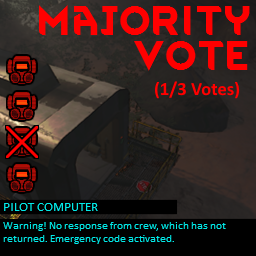 MAJORITY
VOTE
(1/3 Votes)
PILOT COMPUTER
Warning! No response from crew, which has not
returned. Emergency code activated.